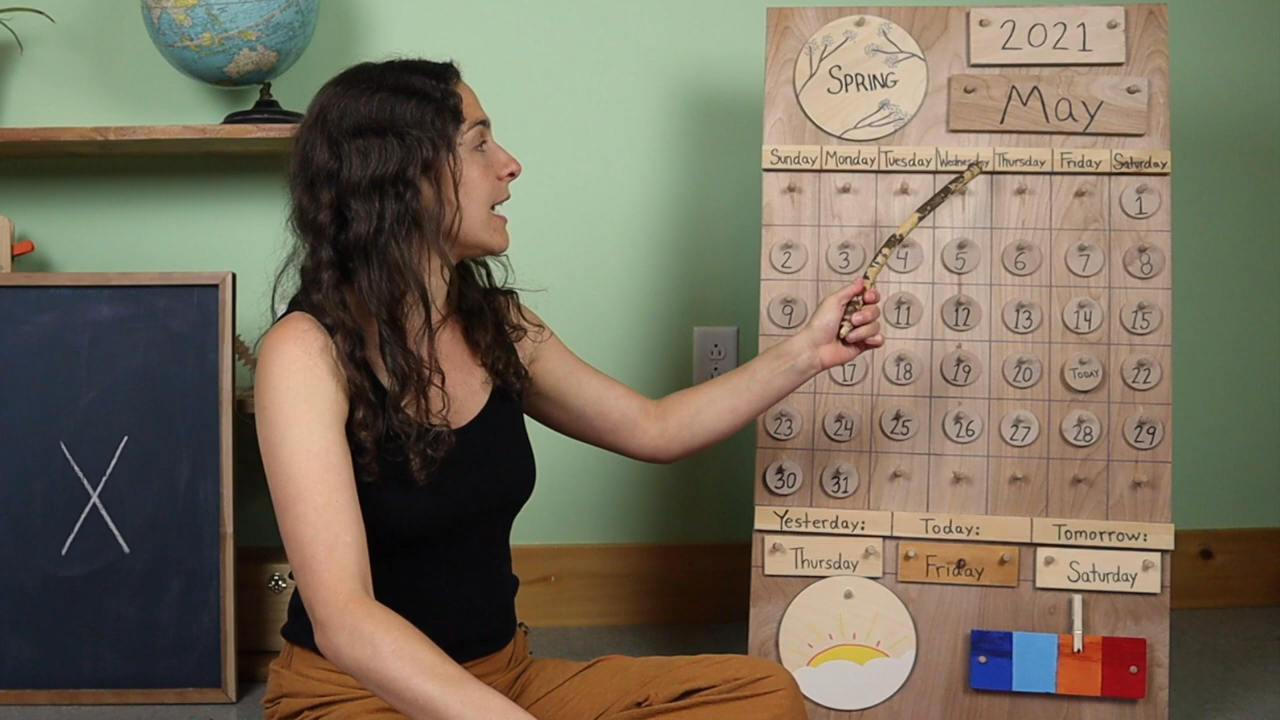 X
SPRING
2021
May
Sunday Monday Tuesday Wednesday Thursday Friday Saturday
1
2 3 4 5 6 7 8
9 11 12 13 14 15
17 18 19 20 TODAY 22
23 24 25 26 27 28 29
30 31
Yesterday: Today: Tomorrow:
Thursday Friday Saturday